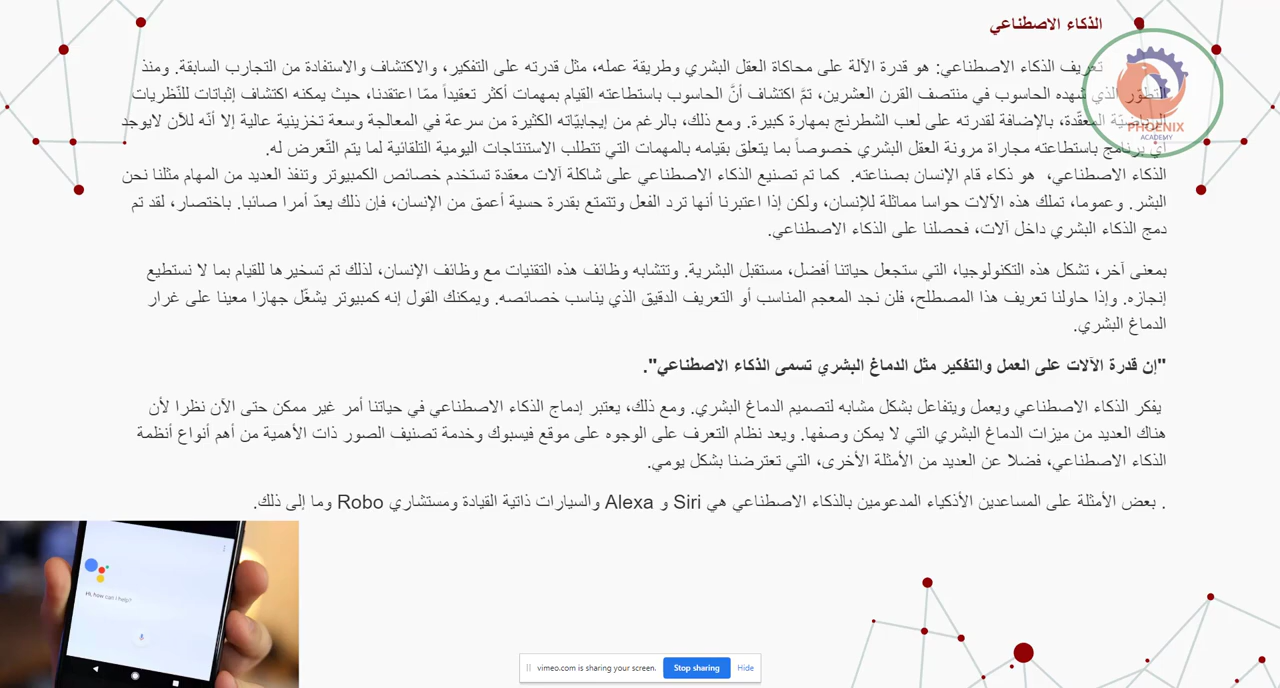 الذكاء الاصطناعي
تعريف الذكاء الاصطناعي: هو قدرة الآلة على محاكاة العقل البشري وطريقة عمله، مثل قدرته على التفكير، والاكتشاف والاستفادة من التجارب السابقة. ومنذ
التطوّر الذي شهده الحاسوب في منتصف القرن العشرين، تمَّ اكتشاف أنَّ الحاسوب باستطاعته القيام بمهمات أكثر تعقيداً ممّا اعتقدنا، حيث يمكنه اكتشاف إثباتات للنّظريات
الرياضيّة المعقّدة، بالإضافة لقدرته على لعب الشطرنج بمهارة كبيرة. ومع ذلك، بالرغم من إيجابيّاته الكثيرة من سرعة في المعالجة وسعة تخزينية عالية إلا أنّه للآن لايوجد
أي برنامج باستطاعته مجاراة مرونة العقل البشري خصوصاً بما يتعلق بقيامه بالمهمات التي تتطلب الاستنتاجات اليومية التلقائية لما يتم التّعرض له.
الذكاء الاصطناعي، هو ذكاء قام الإنسان بصناعته. كما تم تصنيع الذكاء الاصطناعي على شاكلة آلات معقدة تستخدم خصائص الكمبيوتر وتنفذ العديد من المهام مثلنا نحن
البشر. وعموما، تملك هذه الآلات حواسا مماثلة للإنسان، ولكن إذا اعتبرنا أنها ترد الفعل وتتمتع بقدرة حسية أعمق من الإنسان، فإن ذلك يعدّ أمرا صائبا. باختصار، لقد تم
دمج الذكاء البشري داخل آلات، فحصلنا على الذكاء الاصطناعي.
بمعنى آخر، تشكل هذه التكنولوجيا، التي ستجعل حياتنا أفضل، مستقبل البشرية. وتتشابه وظائف هذه التقنيات مع وظائف الإنسان، لذلك تم تسخيرها للقيام بما لا نستطيع
إنجازه. وإذا حاولنا تعريف هذا المصطلح، فلن نجد المعجم المناسب أو التعريف الدقيق الذي يناسب خصائصه. ويمكنك القول إنه كمبيوتر يشغّل جهازا معينا على غرار
الدماغ البشري.
"إن قدرة الآلات على العمل والتفكير مثل الدماغ البشري تسمى الذكاء الاصطناعي".
يفكر الذكاء الاصطناعي ويعمل ويتفاعل بشكل مشابه لتصميم الدماغ البشري. ومع ذلك، يعتبر إدماج الذكاء الاصطناعي في حياتنا أمر غير ممكن حتى الآن نظرا لأن
هناك العديد من ميزات الدماغ البشري التي لا يمكن وصفها. ويعد نظام التعرف على الوجوه على موقع فيسبوك وخدمة تصنيف الصور ذات الأهمية من أهم أنواع أنظمة
الذكاء الاصطناعي، فضلا عن العديد من الأمثلة الأخرى، التي تعترضنا بشكل يومي.
. بعض الأمثلة على المساعدين الأذكياء المدعومين بالذكاء الاصطناعي هي Siri و Alexa والسيارات ذاتية القيادة ومستشاري Robo وما إلى ذلك.
PHOENIX
ACADEMY
Hi, how can I help?
vimeo.com is sharing your screen. Stop sharing Hide